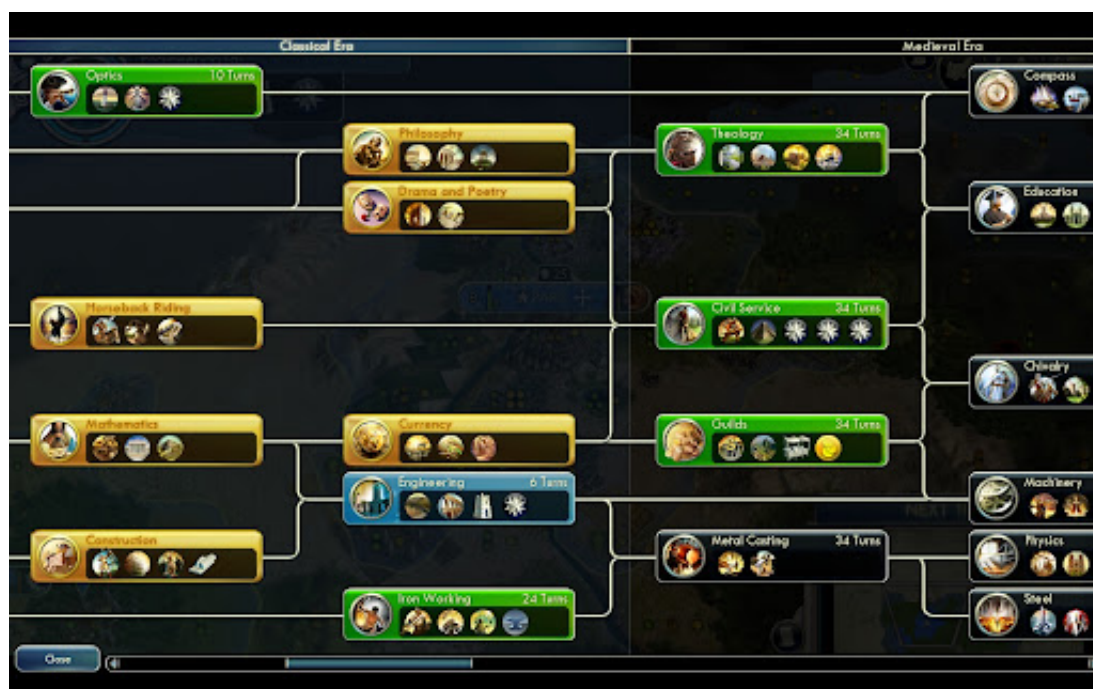 Classical Era
Medieval Era
Optics 10 Turns
Compass
Philosophy
Theology 34 Turns
Drama and Poetry
Education
Horseback Riding
Civil Service 34 Turns
Chivalry
Mathematics
Currency
Guilds 34 Turns
Engineering 6 Turns
Machinery
Construction
Metal Casting 34 Turns
Physics
Iron Working 24 Turns
Steel
Close